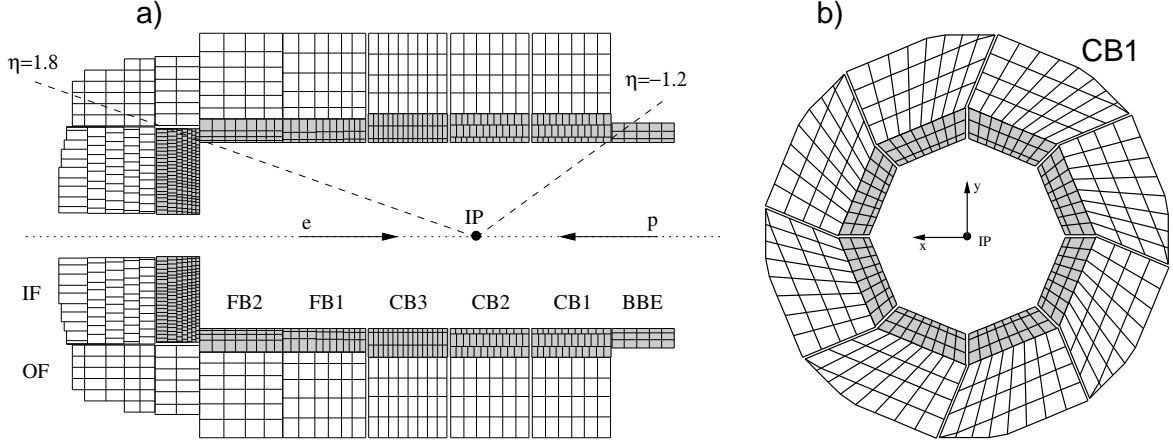 a)
b)
η=1.8
η=−1.2
CB1
IP
e
p
y
x
IP
IF
FB2
FB1
CB3
CB2
CB1
BBE
OF